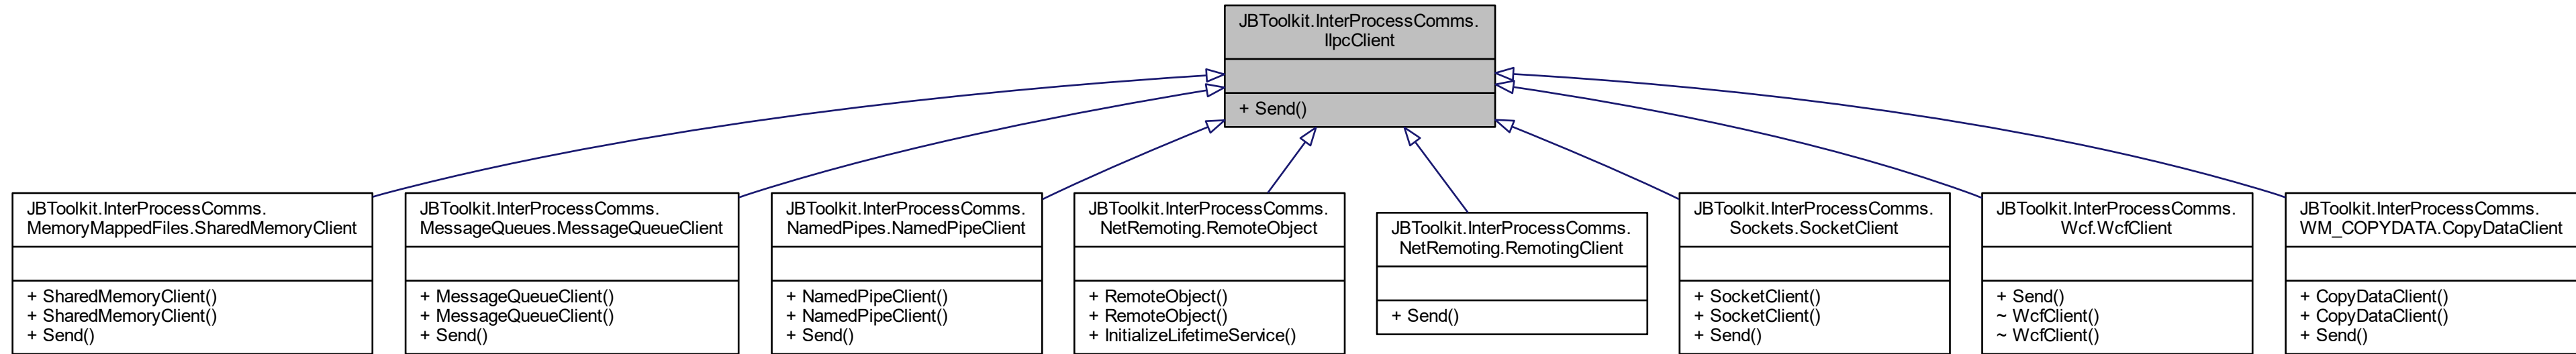 JBToolkit.InterProcessComms.
IIpcClient
+ Send()
JBToolkit.InterProcessComms.
MemoryMappedFiles.SharedMemoryClient
+ SharedMemoryClient()
+ SharedMemoryClient()
+ Send()
JBToolkit.InterProcessComms.
MessageQueues.MessageQueueClient
+ MessageQueueClient()
+ MessageQueueClient()
+ Send()
JBToolkit.InterProcessComms.
NamedPipes.NamedPipeClient
+ NamedPipeClient()
+ NamedPipeClient()
+ Send()
JBToolkit.InterProcessComms.
NetRemoting.RemoteObject
+ RemoteObject()
+ RemoteObject()
+ InitializeLifetimeService()
JBToolkit.InterProcessComms.
NetRemoting.RemotingClient
+ Send()
JBToolkit.InterProcessComms.
Sockets.SocketClient
+ SocketClient()
+ SocketClient()
+ Send()
JBToolkit.InterProcessComms.
Wcf.WcfClient
+ Send()
~ WcfClient()
~ WcfClient()
JBToolkit.InterProcessComms.
WM_COPYDATA.CopyDataClient
+ CopyDataClient()
+ CopyDataClient()
+ Send()